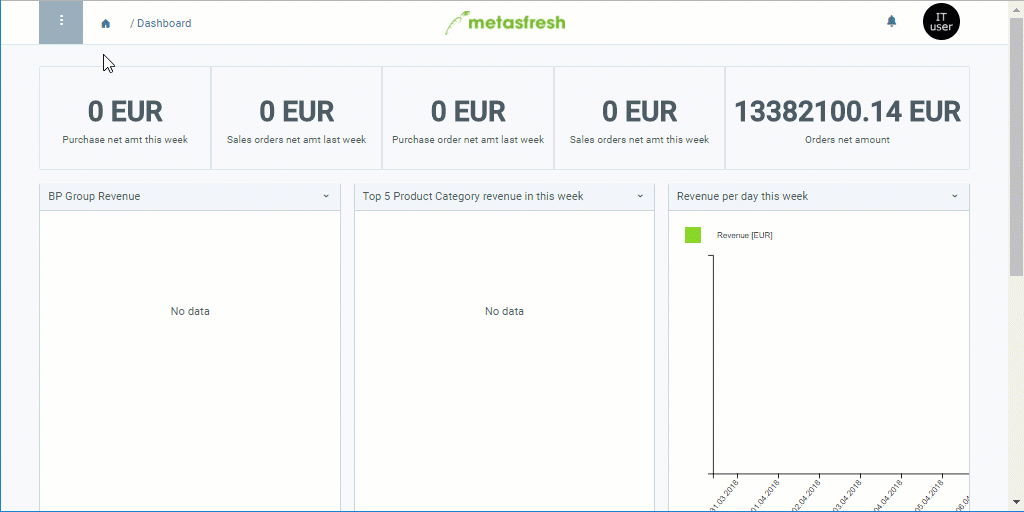 / Dashboard
metasfresh
IT
user
0 EUR
Purchase net amt this week
0 EUR
Sales orders net amt last week
0 EUR
Purchase order net amt last week
0 EUR
Sales orders net amt this week
13382100.14 EUR
Orders net amount
BP Group Revenue
No data
Top 5 Product Category revenue in this week
No data
Revenue per day this week
Revenue [EUR]
31.03.2018
01.04.2018
02.04.2018
03.04.2018
04.04.2018
05.04.2018
06.04